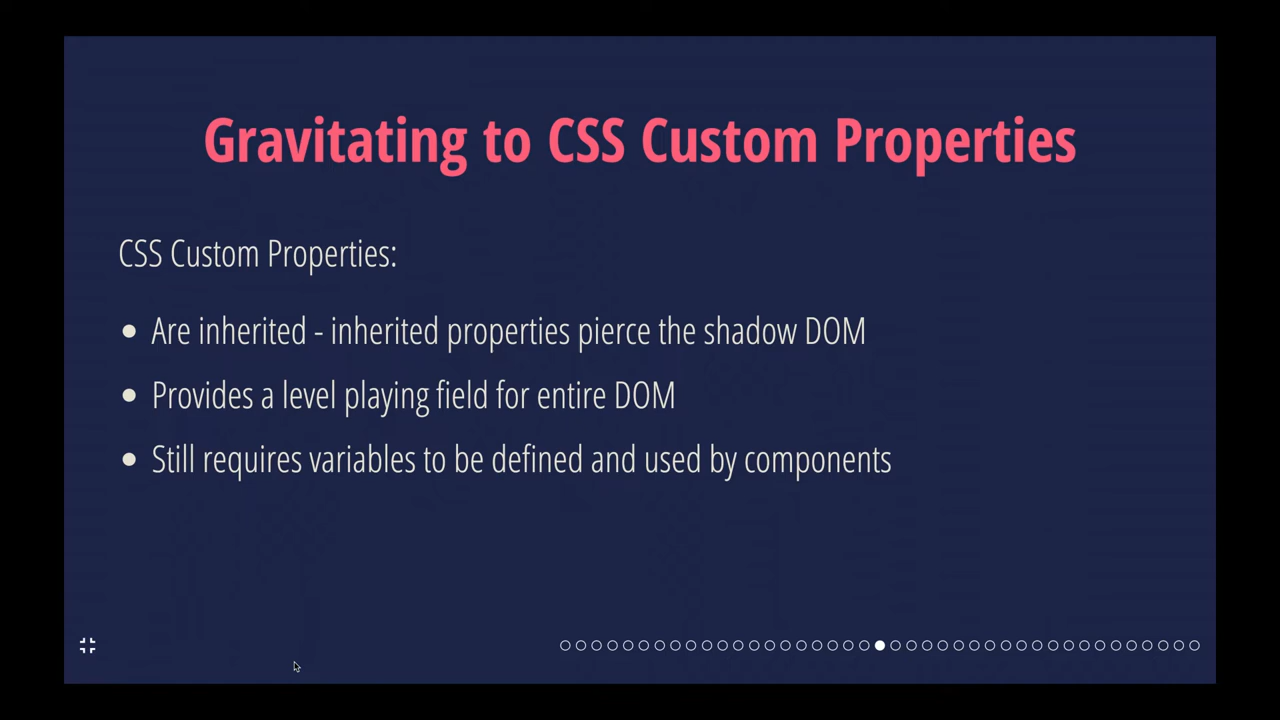 Gravitating to CSS Custom Properties
CSS Custom Properties:
• Are inherited - inherited properties pierce the shadow DOM
• Provides a level playing field for entire DOM
• Still requires variables to be defined and used by components